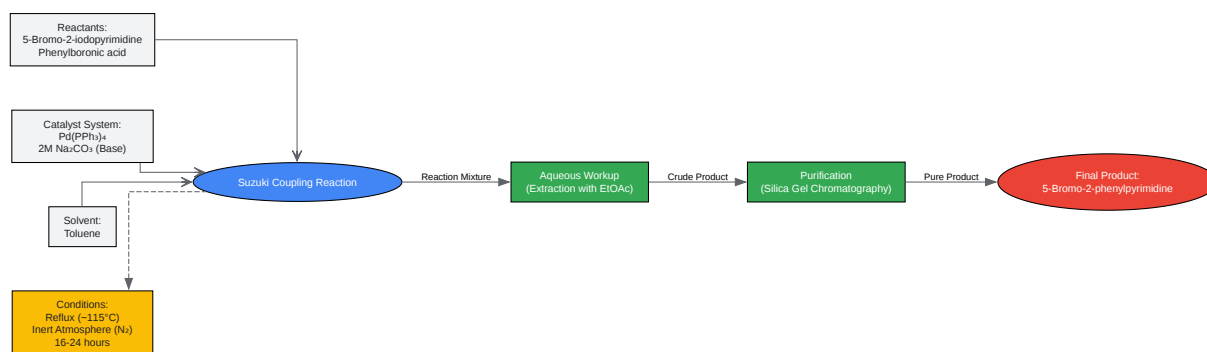 Reactants:
5-Bromo-2-iodopyrimidine
Phenylboronic acid
Catalyst System:
Pd(PPh₃)₄
2M Na₂CO₃ (Base)
Solvent:
Toluene
Conditions:
Reflux (~115°C)
Inert Atmosphere (N₂)
16-24 hours
Suzuki Coupling Reaction
Reaction Mixture
Aqueous Workup
(Extraction with EtOAc)
Crude Product
Purification
(Silica Gel Chromatography)
Pure Product
Final Product:
5-Bromo-2-phenylpyrimidine